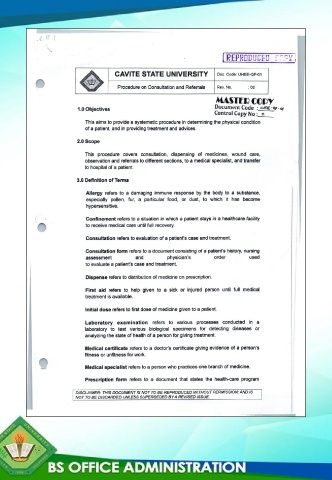 REPRODUCED COPY
CAVITE STATE UNIVERSITY
Procedure on Consultation and Referrals
Rev. No. : 00
MASTER COPY
Document Code :
Control Copy No :
1.0 Objectives
This aims to provide a systematic procedure in determining the physical condition
of a patient, and in providing treatment and advices.
2.0 Scope
This procedure covers consultation, dispensing of medicines, wound care,
observation and referrals to different sections, to a medical specialist, and transfer
to hospital of a patient.
3.0 Definition of Terms
Allergy refers to a damaging immune response by the body to a substance,
especially pollen, fur, a particular food, or dust, to which it has become
hypersensitive.
Confinement refers to a situation in which a patient stays in a healthcare facility
to receive medical care until full recovery.
Consultation refers to evaluation of a patient's case and treatment.
Consultation form refers to a document consisting of a patient's history, nursing
assessment and physician's order used
to evaluate a patient's case and treatment.
Dispense refers to distribution of medicine on prescription.
First aid refers to help given to a sick or injured person until full medical
treatment is available.
Initial dose refers to first dose of medicine given to a patient.
Laboratory examination refers to various processes conducted in a
laboratory to test various biological specimens for detecting diseases or
analyzing the state of health of a person for giving treatment.
Medical certificate refers to a doctor's certificate giving evidence of a person's
fitness or unfitness for work.
Medical specialist refers to a person who practices one branch of medicine.
Prescription form refers to a document that states the health-care program
DISCLAIMER: THIS DOCUMENT IS NOT TO BE REPRODUCED WITHOUT PERMISSION; AND IS
NOT TO BE DISCARDED UNLESS SUPERSEDED BY A REVISED ISSUE
BS OFFICE ADMINISTRATION